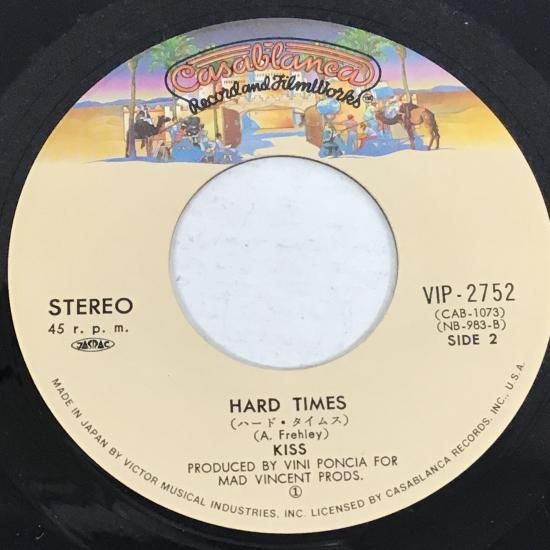 Casablanca
Record and FilmWorks
STEREO
45 r. p. m.
JASRAC
VIP-2752
(CAB-1073)
(NB-983-B)
SIDE 2
HARD TIMES
(ハード・タイムス)
(A. Frehley)
KISS
PRODUCED BY VINI PONCIA FOR
MAD VINCENT PRODS.
①
MADE IN JAPAN BY VICTOR MUSICAL INDUSTRIES, INC. LICENSED BY CASABLANCA RECORDS, INC., U.S.A.